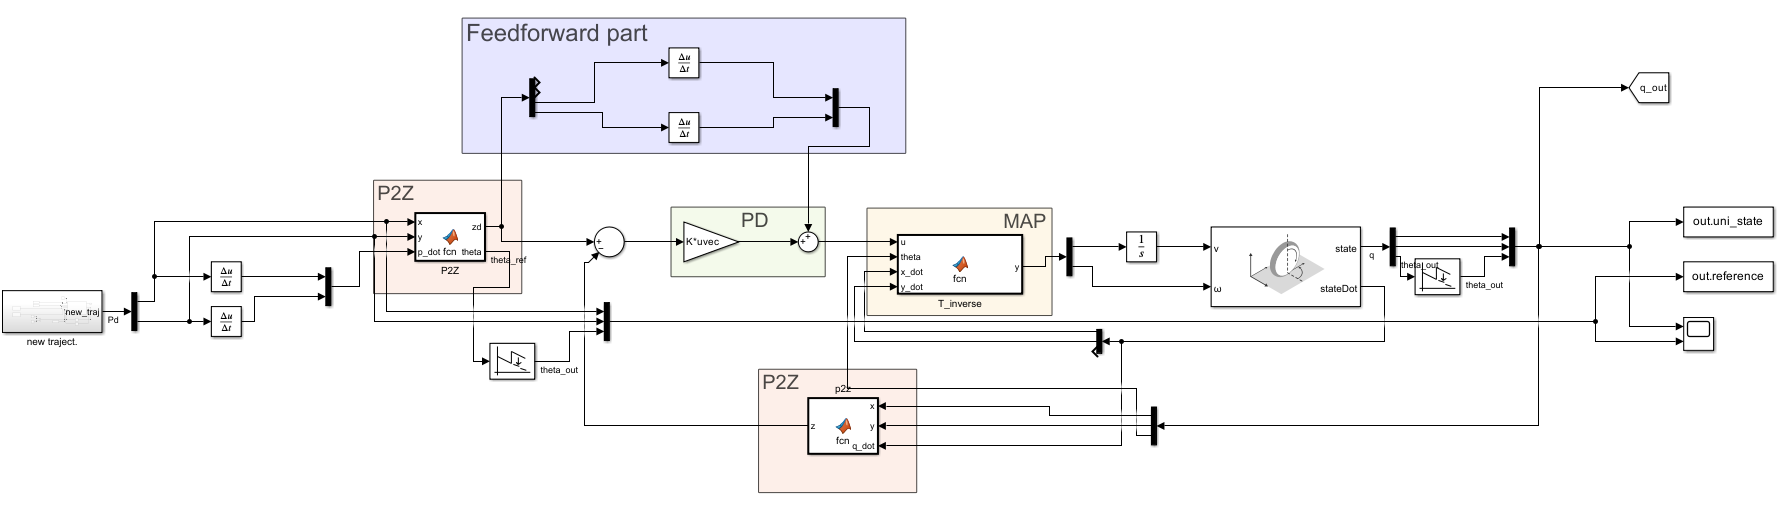 Feedforward part
Δu
Δt
Δu
Δt
q_out
P2Z
x
y
p_dot
fcn
zd
theta
P2Z
theta_ref
+
−
PD
K*uvec
+
+
MAP
u
theta
x_dot
y_dot
fcn
y
T_inverse
1
s
v
ω
state
stateDot
q
theta_out
theta_out
out.uni_state
out.reference
new_traj
Pd
new traject.
Δu
Δt
Δu
Δt
theta_out
P2Z
p2z
z
fcn
x
y
q_dot